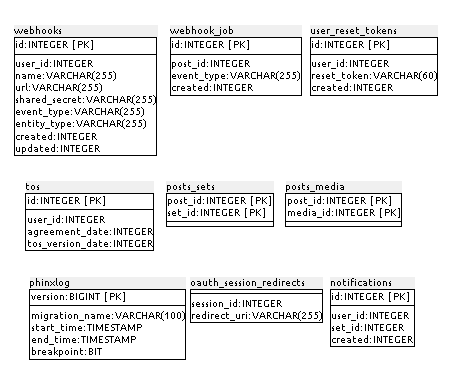 webhooks
id:INTEGER [PK]
user_id:INTEGER
name:VARCHAR(255)
url:VARCHAR(255)
shared_secret:VARCHAR(255)
event_type:VARCHAR(255)
entity_type:VARCHAR(255)
created:INTEGER
updated:INTEGER
webhook_job
id:INTEGER [PK]
post_id:INTEGER
event_type:VARCHAR(255)
created:INTEGER
user_reset_tokens
id:INTEGER [PK]
user_id:INTEGER
reset_token:VARCHAR(60)
created:INTEGER
tos
id:INTEGER [PK]
user_id:INTEGER
agreement_date:INTEGER
tos_version_date:INTEGER
posts_sets
post_id:INTEGER [PK]
set_id:INTEGER [PK]
posts_media
post_id:INTEGER [PK]
media_id:INTEGER [PK]
phinxlog
version:BIGINT [PK]
migration_name:VARCHAR(100)
start_time:TIMESTAMP
end_time:TIMESTAMP
breakpoint:BIT
oauth_session_redirects
session_id:INTEGER
redirect_uri:VARCHAR(255)
notifications
id:INTEGER [PK]
user_id:INTEGER
set_id:INTEGER
created:INTEGER